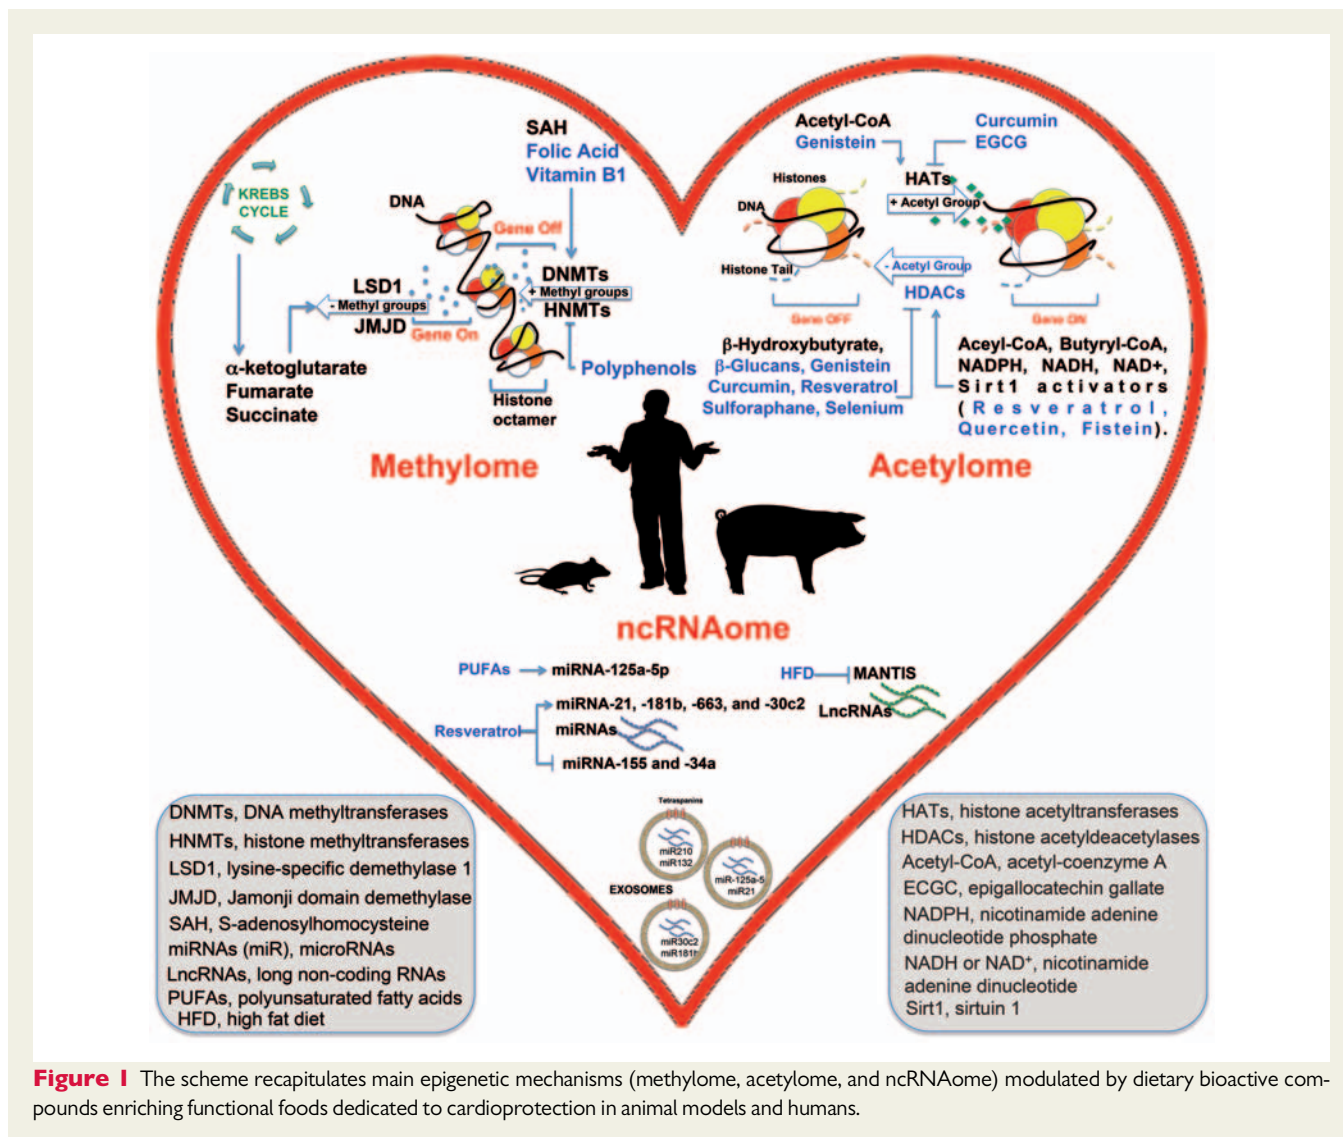 SAH
Folic Acid
Vitamin B1
KREBS
CYCLE
DNA
Gene Off
LSD1
- Methyl groups
JMJD
Gene On
DNMTs
+ Methyl groups
HNMTs
Polyphenols
α-ketoglutarate
Fumarate
Succinate
Histone
octamer
Methylome
Acetyl-CoA
Genistein
Curcumin
EGCG
Histones
HATs
DNA
+ Acetyl Group
Histone Tail
- Acetyl Group
HDACs
Gene OFF
Gene ON
β-Hydroxybutyrate,
β-Glucans, Genistein
Curcumin, Resveratrol
Sulforaphane, Selenium
Aceyl-CoA, Butyryl-CoA,
NADPH, NADH, NAD+,
Sirt1 activators
(Resveratrol,
Quercetin, Fistein).
Acetylome
ncRNAome
PUFAs
miRNA-125a-5p
HFD
MANTIS
LncRNAs
Resveratrol
miRNA-21, -181b, -663, and -30c2
miRNAs
miRNA-155 and -34a
Tetraspanins
miR210
miR132
miR-125a-5
miR21
EXOSOMES
miR30c2
miR181b
DNMTs, DNA methyltransferases
HNMTs, histone methyltransferases
LSD1, lysine-specific demethylase 1
JMJD, Jamonji domain demethylase
SAH, S-adenosylhomocysteine
miRNAs (miR), microRNAs
LncRNAs, long non-coding RNAs
PUFAs, polyunsaturated fatty acids
HFD, high fat diet
HATs, histone acetyltransferases
HDACs, histone acetyldeacetylases
Acetyl-CoA, acetyl-coenzyme A
ECGC, epigallocatechin gallate
NADPH, nicotinamide adenine
dinucleotide phosphate
NADH or NAD⁺, nicotinamide
adenine dinucleotide
Sirt1, sirtuin 1
Figure 1 The scheme recapitulates main epigenetic mechanisms (methylome, acetylome, and ncRNAome) modulated by dietary bioactive com-
pounds enriching functional foods dedicated to cardioprotection in animal models and humans.